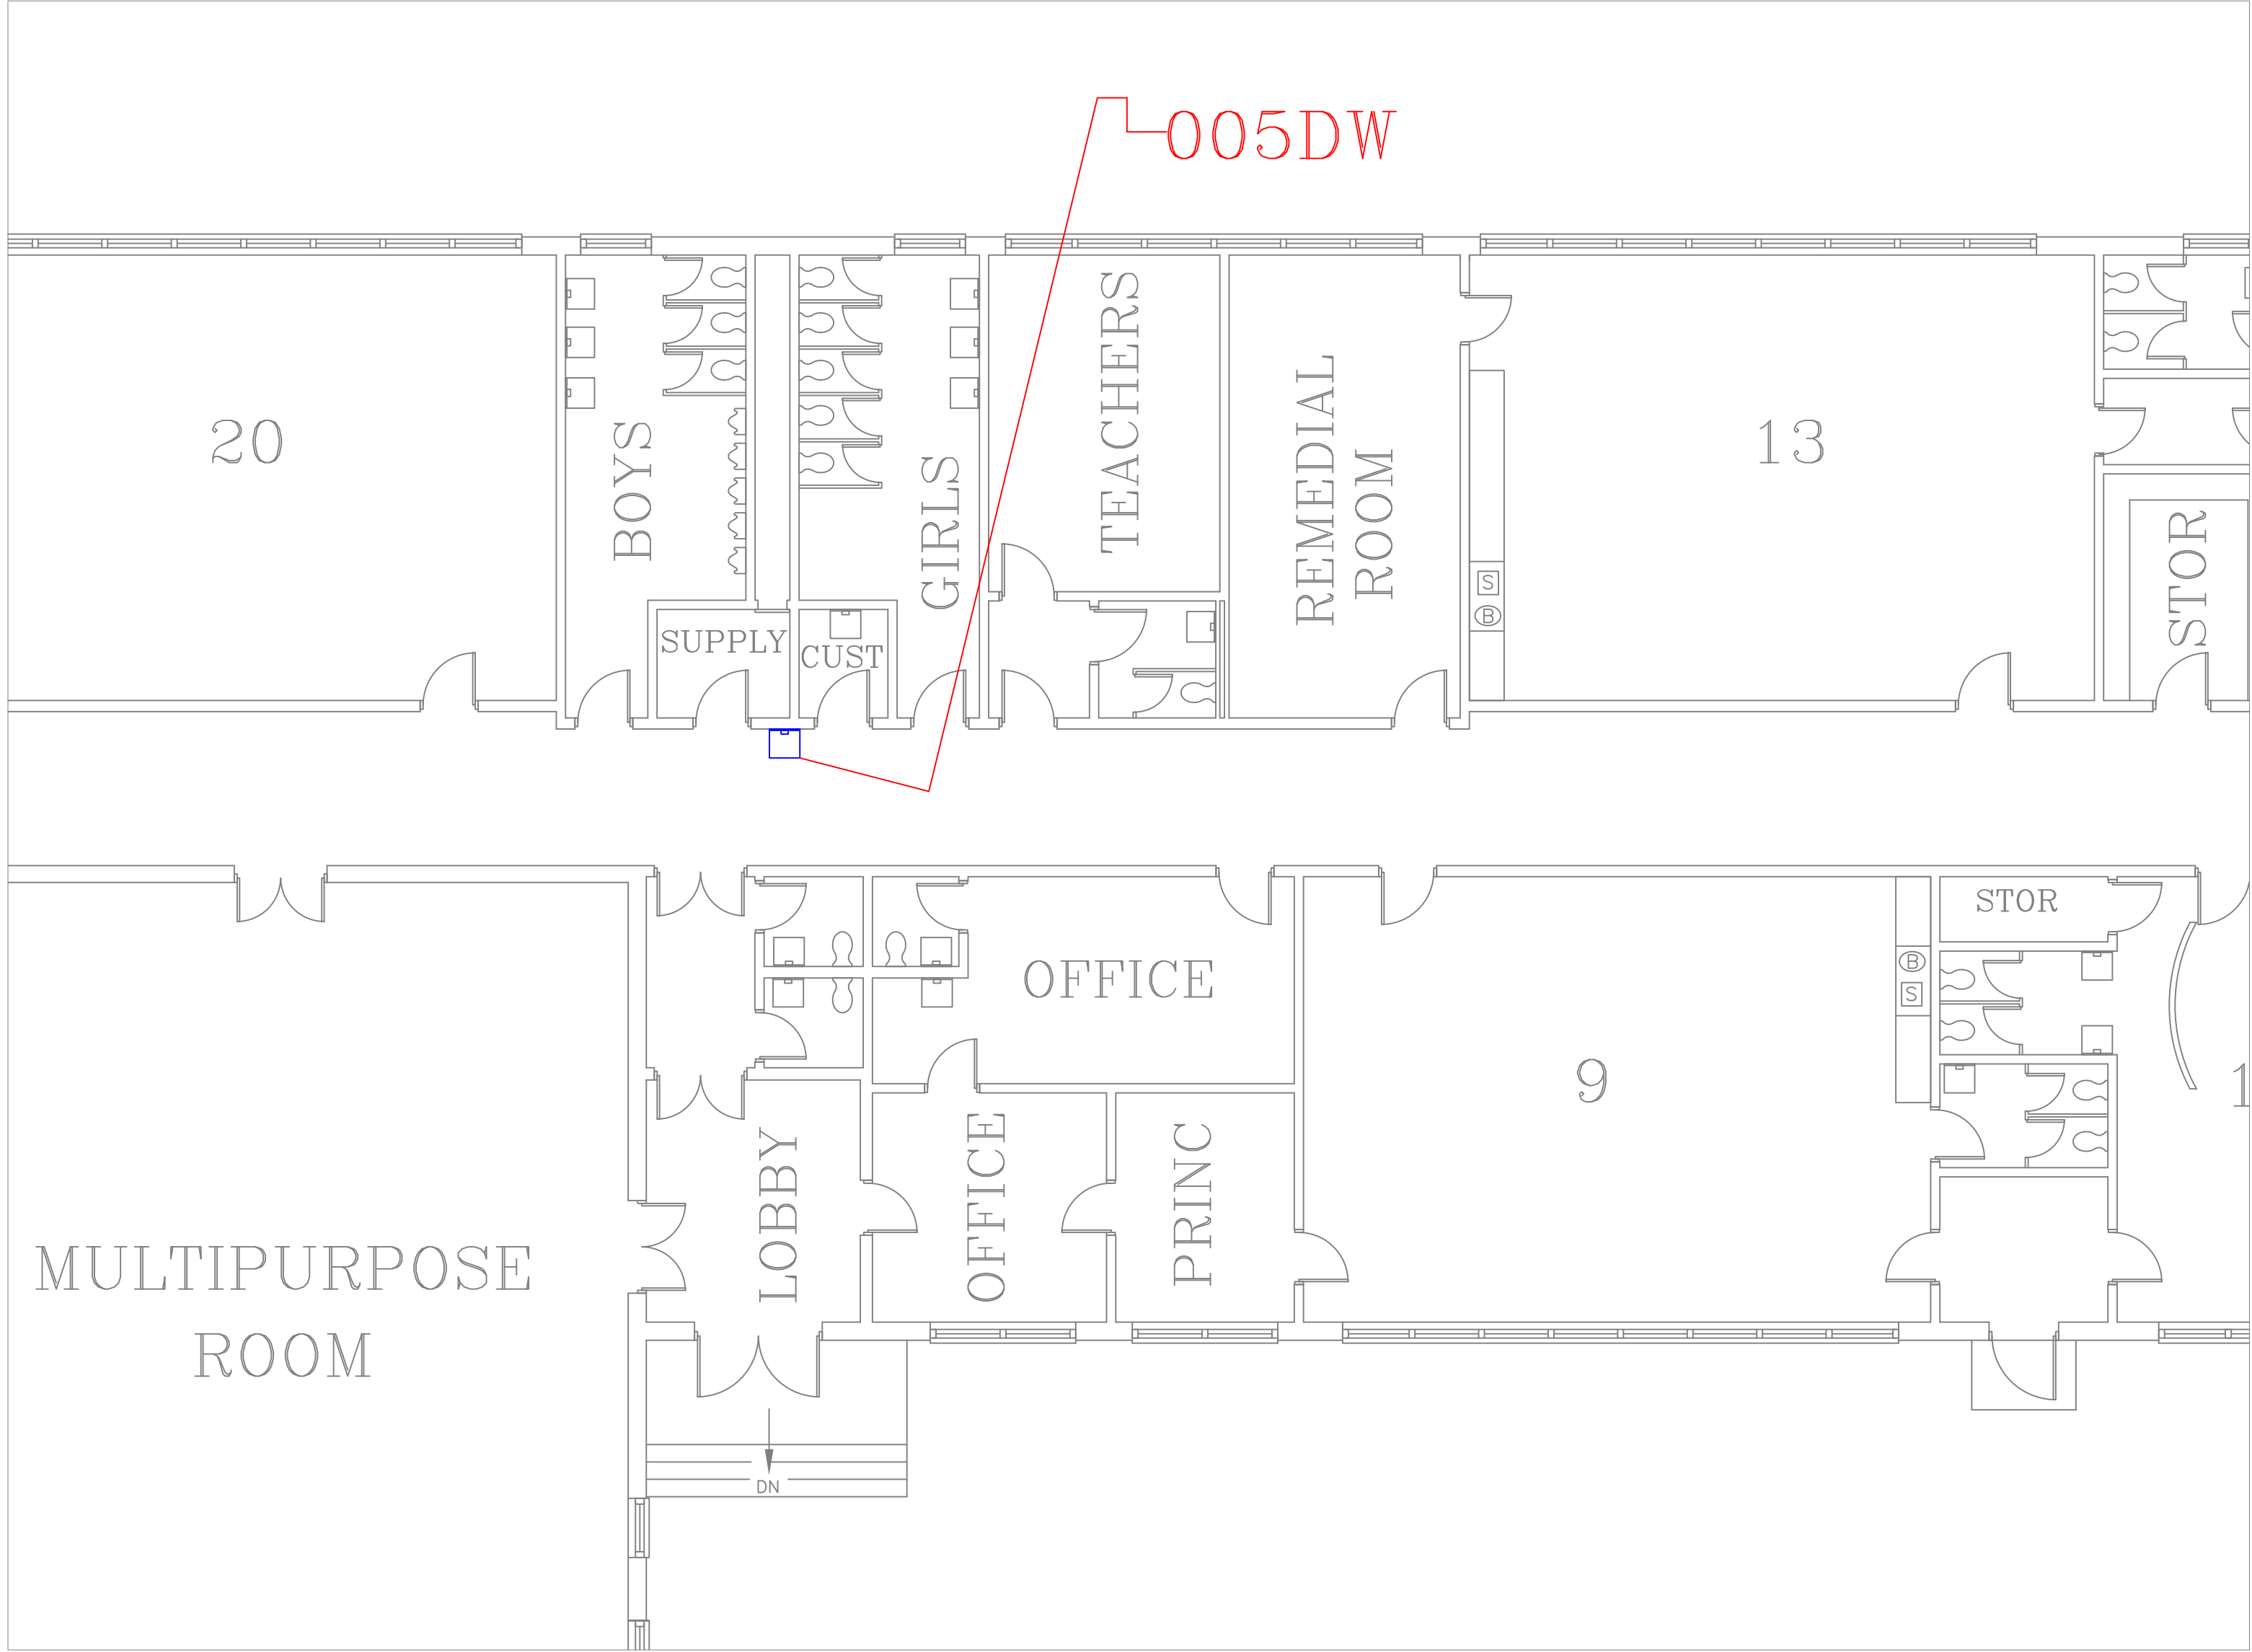 005DW
20
BOYS
GIRLS
TEACHERS
REMEDIAL
ROOM
13
STOR
SUPPLY
CUST
S
B
STOR
OFFICE
B
S
9
1
LOBBY
OFFICE
PRINC
MULTIPURPOSE
ROOM
DN